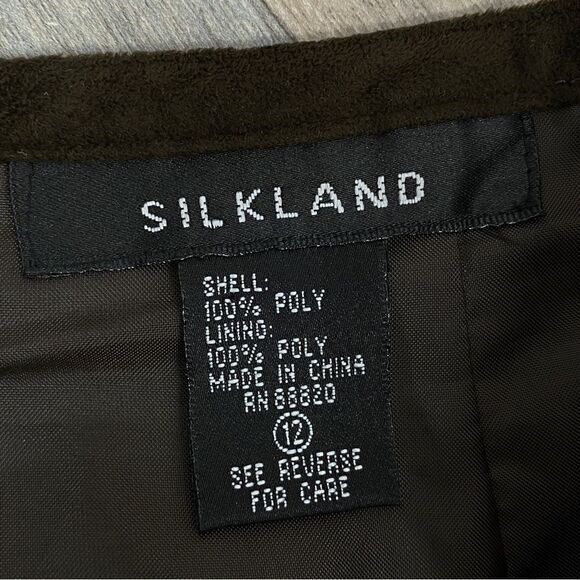 SILKLAND
SHELL:
100% POLY
LINING:
100% POLY
MADE IN CHINA
RN 88820
12
SEE REVERSE
FOR CARE